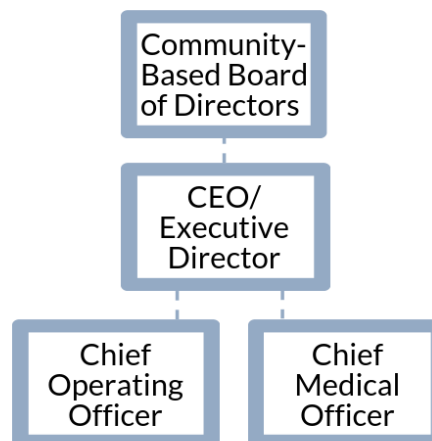 Community-
Based Board
of Directors
CEO/
Executive
Director
Chief
Operating
Officer
Chief
Medical
Officer